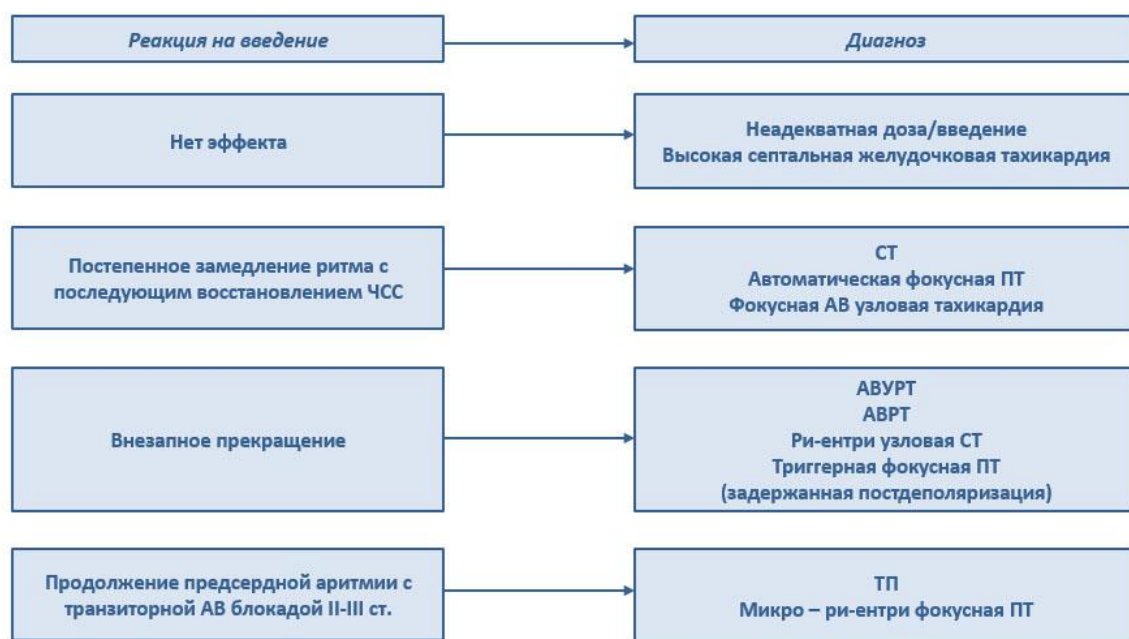 Реакция на введение
Диагноз
Нет эффекта
Неадекватная доза/введение
Высокая септальная желудочковая тахикардия
Постепенное замедление ритма с
последующим восстановлением ЧСС
СТ
Автоматическая фокусная ПТ
Фокусная АВ узловая тахикардия
Внезапное прекращение
АВУРТ
АВРТ
Ри-ентри узловая СТ
Триггерная фокусная ПТ
(задержанная постдеполяризация)
Продолжение предсердной аритмии с
транзиторной АВ блокадой II-III ст.
ТП
Микро – ри-ентри фокусная ПТ